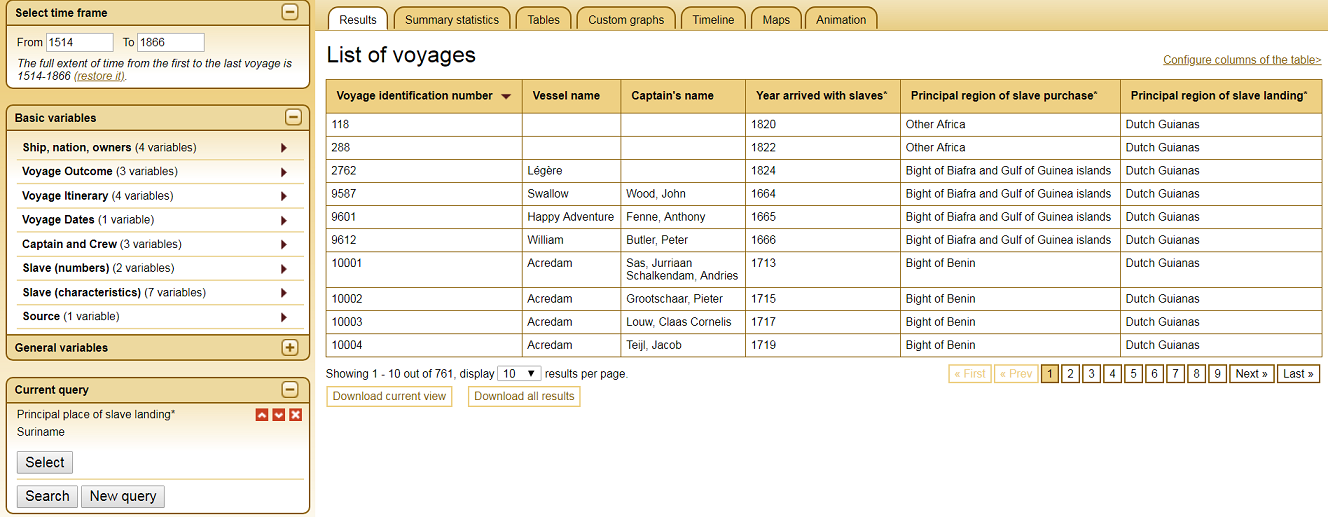 Select time frame
From 1514 To 1866
The full extent of time from the first to the last voyage is
1514-1866 (restore it).
Basic variables
Ship, nation, owners (4 variables)
Voyage Outcome (3 variables)
Voyage Itinerary (4 variables)
Voyage Dates (1 variable)
Captain and Crew (3 variables)
Slave (numbers) (2 variables)
Slave (characteristics) (7 variables)
Source (1 variable)
General variables
Current query
Principal place of slave landing*
Suriname
Select
Search New query
Results Summary statistics Tables Custom graphs Timeline Maps Animation
List of voyages
Configure columns of the table>
Voyage identification number Vessel name Captain's name Year arrived with slaves* Principal region of slave purchase* Principal region of slave landing*
118 1820 Other Africa Dutch Guianas
288 1822 Other Africa Dutch Guianas
2762 Légère 1824 Bight of Biafra and Gulf of Guinea islands Dutch Guianas
9587 Swallow Wood, John 1664 Bight of Biafra and Gulf of Guinea islands Dutch Guianas
9601 Happy Adventure Fenne, Anthony 1665 Bight of Biafra and Gulf of Guinea islands Dutch Guianas
9612 William Butler, Peter 1666 Bight of Biafra and Gulf of Guinea islands Dutch Guianas
10001 Acredam Sas, Jurriaan 1713 Bight of Benin Dutch Guianas
Schalkendam, Andries
10002 Acredam Grootschaar, Pieter 1715 Bight of Benin Dutch Guianas
10003 Acredam Louw, Claas Cornelis 1717 Bight of Benin Dutch Guianas
10004 Acredam Teijl, Jacob 1719 Bight of Benin Dutch Guianas
Showing 1 - 10 out of 761, display 10 results per page.
« First « Prev 1 2 3 4 5 6 7 8 9 Next » Last »
Download current view Download all results